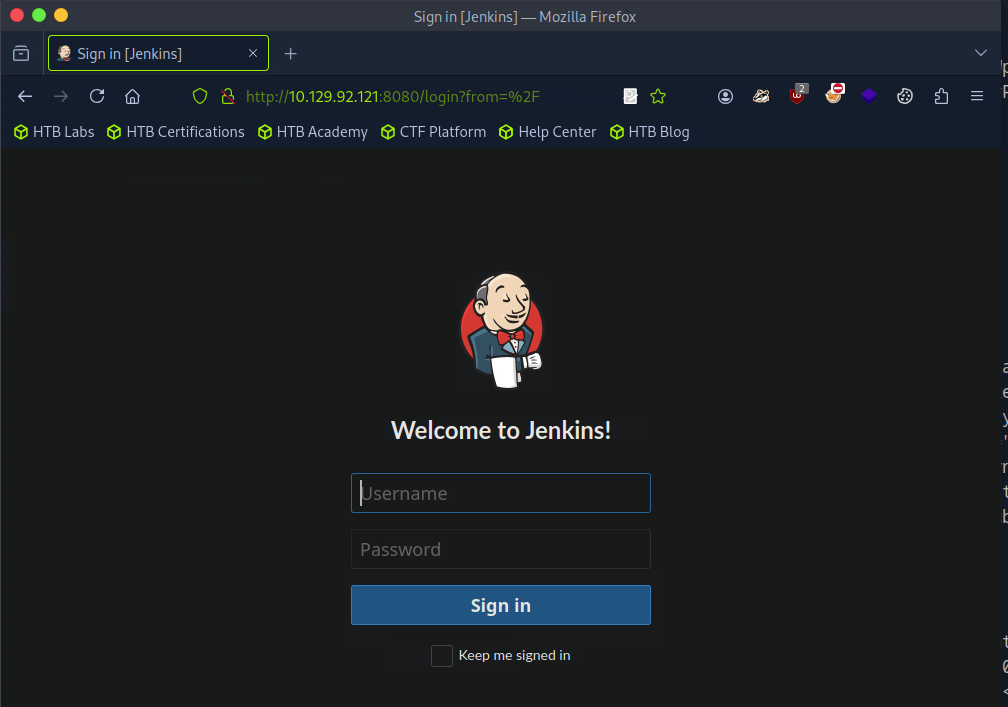 Sign in [Jenkins] — Mozilla Firefox
Sign in [Jenkins]
http://10.129.92.121:8080/login?from=%2F
2
HTB Labs HTB Certifications HTB Academy CTF Platform Help Center HTB Blog
Welcome to Jenkins!
Username
Password
Sign in
Keep me signed in